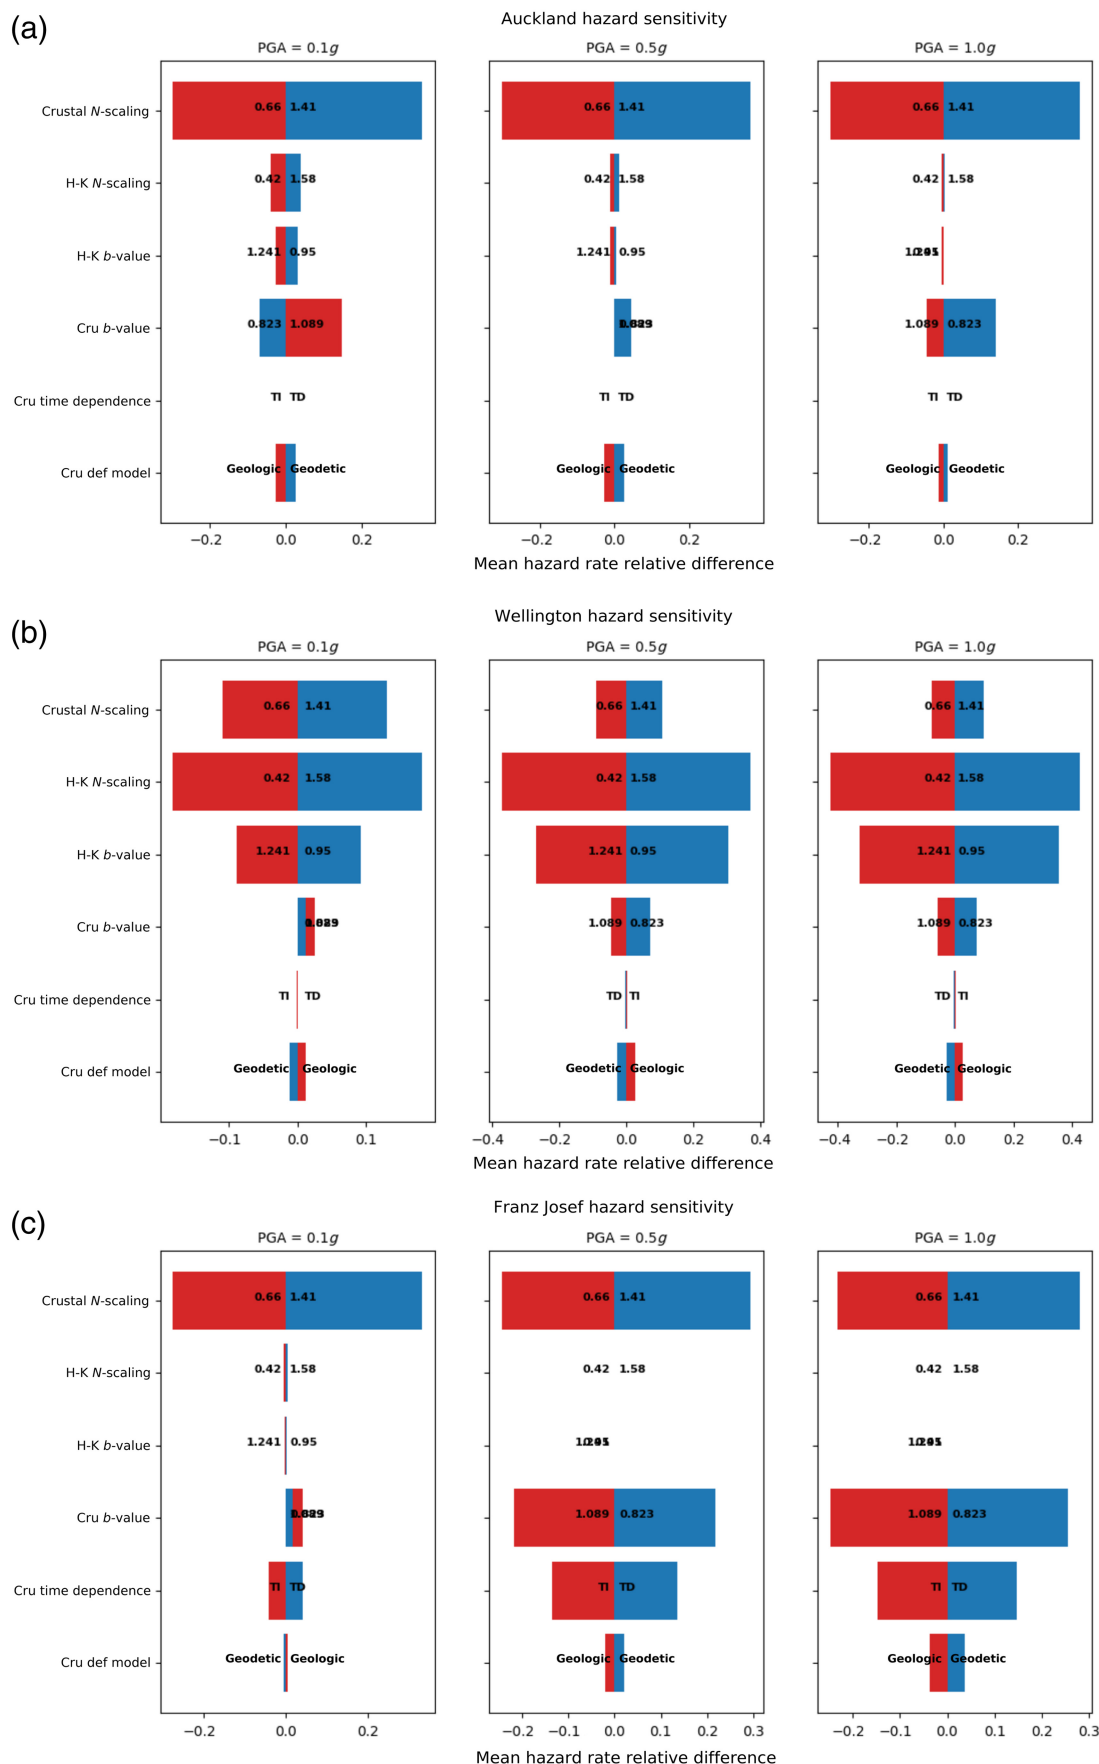 (a)
Auckland hazard sensitivity
PGA = 0.1g
PGA = 0.5g
PGA = 1.0g
Crustal N-scaling
0.66 1.41
0.66 1.41
0.66 1.41
H-K N-scaling
0.42 1.58
0.42 1.58
0.42 1.58
H-K b-value
1.241 0.95
1.241 0.95
Cru b-value
0.823 1.089
1.089 0.823
Cru time dependence
TI TD
TI TD
TI TD
Cru def model
Geologic Geodetic
Geologic Geodetic
Geologic Geodetic
−0.2 0.0 0.2
−0.2 0.0 0.2
−0.2 0.0 0.2
Mean hazard rate relative difference
(b)
Wellington hazard sensitivity
PGA = 0.1g
PGA = 0.5g
PGA = 1.0g
Crustal N-scaling
0.66 1.41
0.66 1.41
0.66 1.41
H-K N-scaling
0.42 1.58
0.42 1.58
0.42 1.58
H-K b-value
1.241 0.95
1.241 0.95
1.241 0.95
Cru b-value
1.089 0.823
1.089 0.823
Cru time dependence
TI TD
TD TI
TD TI
Cru def model
Geodetic Geologic
Geodetic Geologic
Geodetic Geologic
−0.1 0.0 0.1
−0.4 −0.2 0.0 0.2 0.4
−0.4 −0.2 0.0 0.2 0.4
Mean hazard rate relative difference
(c)
Franz Josef hazard sensitivity
PGA = 0.1g
PGA = 0.5g
PGA = 1.0g
Crustal N-scaling
0.66 1.41
0.66 1.41
0.66 1.41
H-K N-scaling
0.42 1.58
0.42 1.58
0.42 1.58
H-K b-value
1.241 0.95
Cru b-value
1.089 0.823
1.089 0.823
Cru time dependence
TI TD
TI TD
TI TD
Cru def model
Geodetic Geologic
Geologic Geodetic
Geologic Geodetic
−0.2 0.0 0.2
−0.2 −0.1 0.0 0.1 0.2 0.3
−0.2 −0.1 0.0 0.1 0.2 0.3
Mean hazard rate relative difference